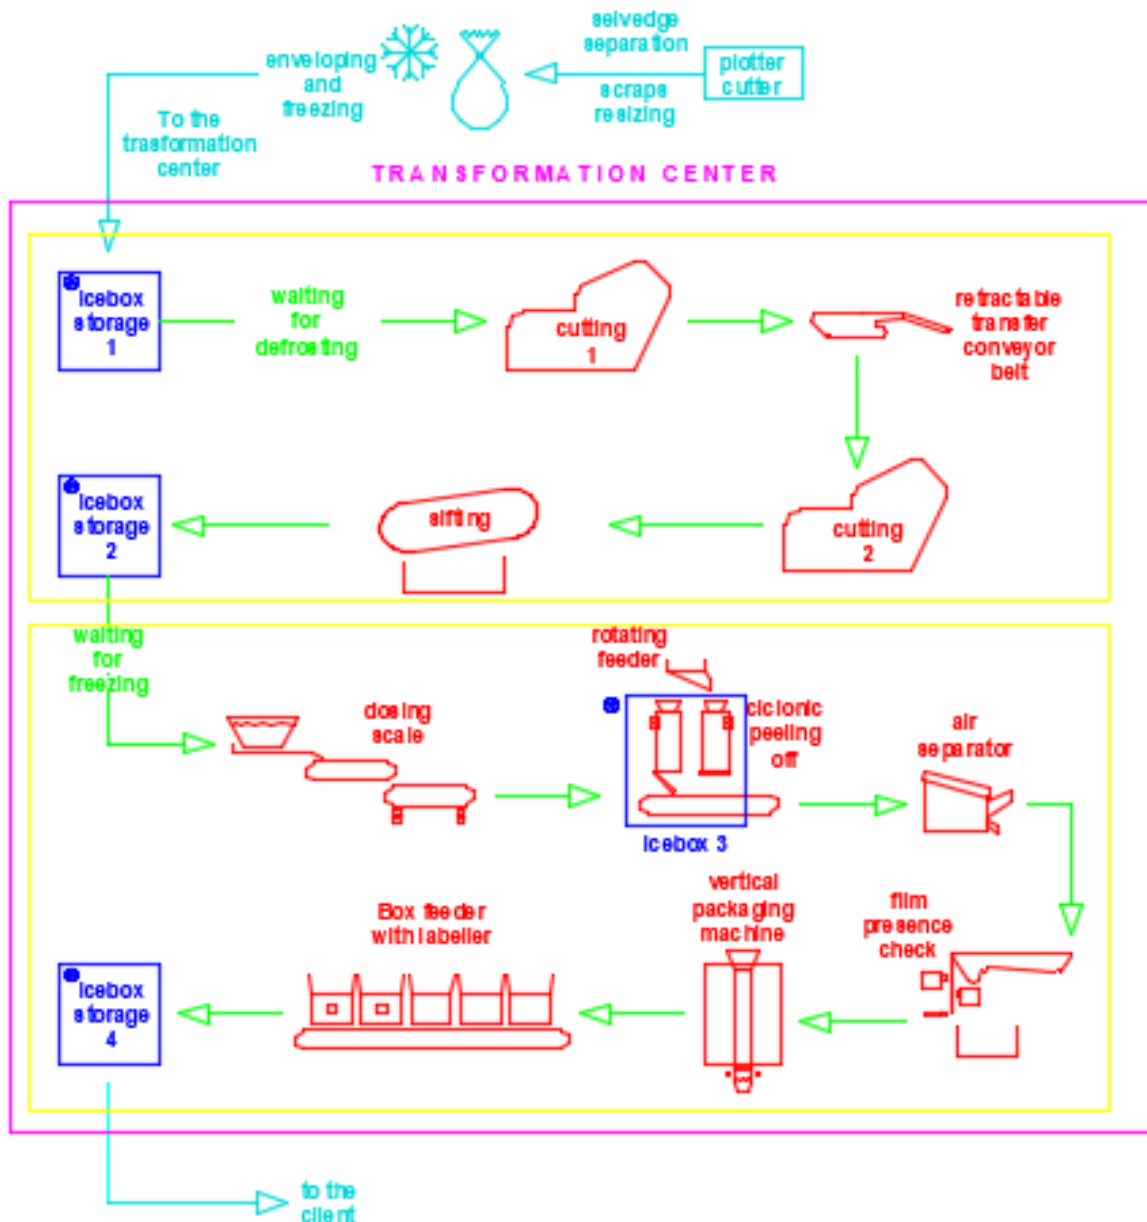 selvedge
separation
scraps
resizing
plotter
cutter
enveloping
and
freezing
To the
trasformation
center
TRANSFORMATION CENTER
Icebox
storage
1
waiting
for
defrosting
cutting
1
retractable
transfer
conveyor
belt
Icebox
storage
2
sifting
cutting
2
waiting
for
freezing
dosing
scale
rotating
feeder
ciclonic
peeling
off
Icebox 3
air
separator
film
presence
check
vertical
packaging
machine
Box feeder
with labeller
Icebox
storage
4
to the
client